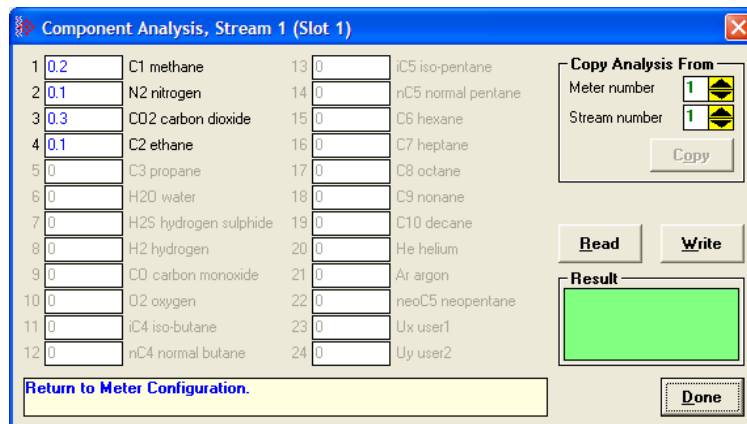 Component Analysis, Stream 1 (Slot 1)
1 0.2 C1 methane
2 0.1 N2 nitrogen
3 0.3 CO2 carbon dioxide
4 0.1 C2 ethane
5 0 C3 propane
6 0 H2O water
7 0 H2S hydrogen sulphide
8 0 H2 hydrogen
9 0 CO carbon monoxide
10 0 O2 oxygen
11 0 iC4 iso-butane
12 0 nC4 normal butane
13 0 iC5 iso-pentane
14 0 nC5 normal pentane
15 0 C6 hexane
16 0 C7 heptane
17 0 C8 octane
18 0 C9 nonane
19 0 C10 decane
20 0 He helium
21 0 Ar argon
22 0 neoC5 neopentane
23 0 Ux user1
24 0 Uy user2
Copy Analysis From
Meter number 1
Stream number 1
Copy
Read Write
Result
Return to Meter Configuration.
Done